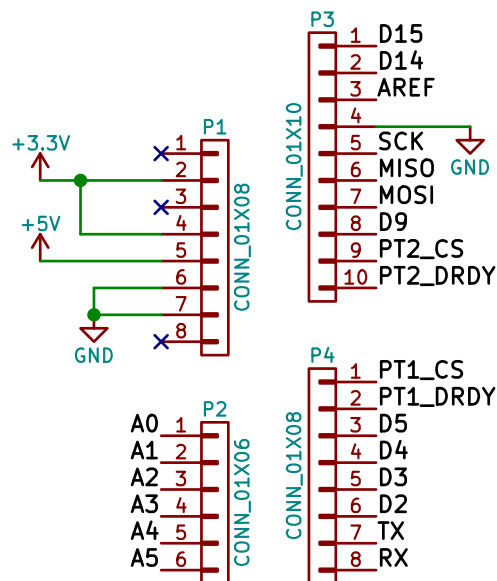 P3
1 D15
2 D14
3 AREF
4
5 SCK
6 MISO
7 MOSI
8 D9
9 PT2_CS
10 PT2_DRDY
CONN_01X10
GND
P1
+3.3V
+5V
1
2
3
4
5
6
7
8
CONN_01X08
GND
P4
1 PT1_CS
2 PT1_DRDY
3 D5
4 D4
5 D3
6 D2
7 TX
8 RX
CONN_01X08
P2
A0 1
A1 2
A2 3
A3 4
A4 5
A5 6
CONN_01X06